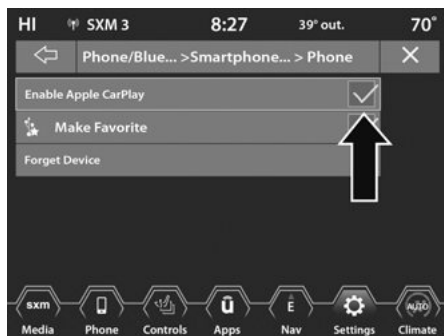 HI SXM 3 8:27 39° out. 70°
Phone/Blue... >Smartphone... > Phone
Enable Apple CarPlay
Make Favorite
Forget Device
sxm û E AUTO
Media Phone Controls Apps Nav Settings Climate